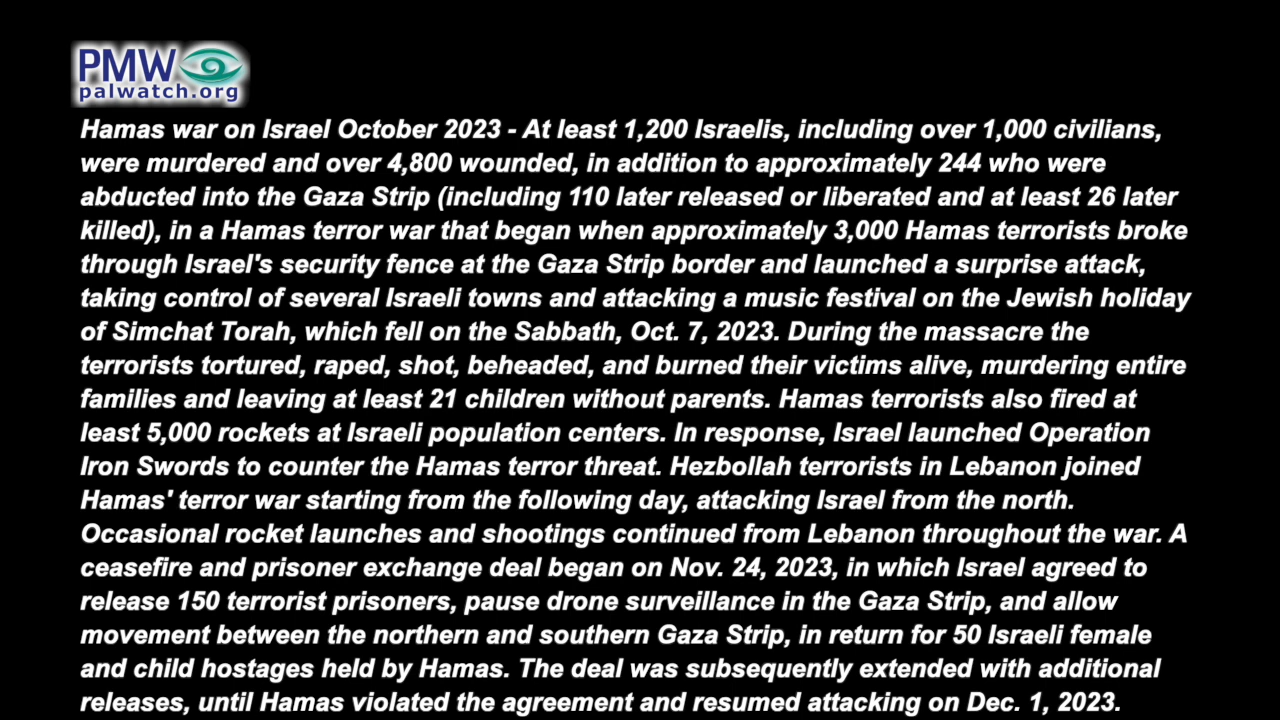 PMW
palwatch.org
Hamas war on Israel October 2023 - At least 1,200 Israelis, including over 1,000 civilians,
were murdered and over 4,800 wounded, in addition to approximately 244 who were
abducted into the Gaza Strip (including 110 later released or liberated and at least 26 later
killed), in a Hamas terror war that began when approximately 3,000 Hamas terrorists broke
through Israel's security fence at the Gaza Strip border and launched a surprise attack,
taking control of several Israeli towns and attacking a music festival on the Jewish holiday
of Simchat Torah, which fell on the Sabbath, Oct. 7, 2023. During the massacre the
terrorists tortured, raped, shot, beheaded, and burned their victims alive, murdering entire
families and leaving at least 21 children without parents. Hamas terrorists also fired at
least 5,000 rockets at Israeli population centers. In response, Israel launched Operation
Iron Swords to counter the Hamas terror threat. Hezbollah terrorists in Lebanon joined
Hamas' terror war starting from the following day, attacking Israel from the north.
Occasional rocket launches and shootings continued from Lebanon throughout the war. A
ceasefire and prisoner exchange deal began on Nov. 24, 2023, in which Israel agreed to
release 150 terrorist prisoners, pause drone surveillance in the Gaza Strip, and allow
movement between the northern and southern Gaza Strip, in return for 50 Israeli female
and child hostages held by Hamas. The deal was subsequently extended with additional
releases, until Hamas violated the agreement and resumed attacking on Dec. 1, 2023.